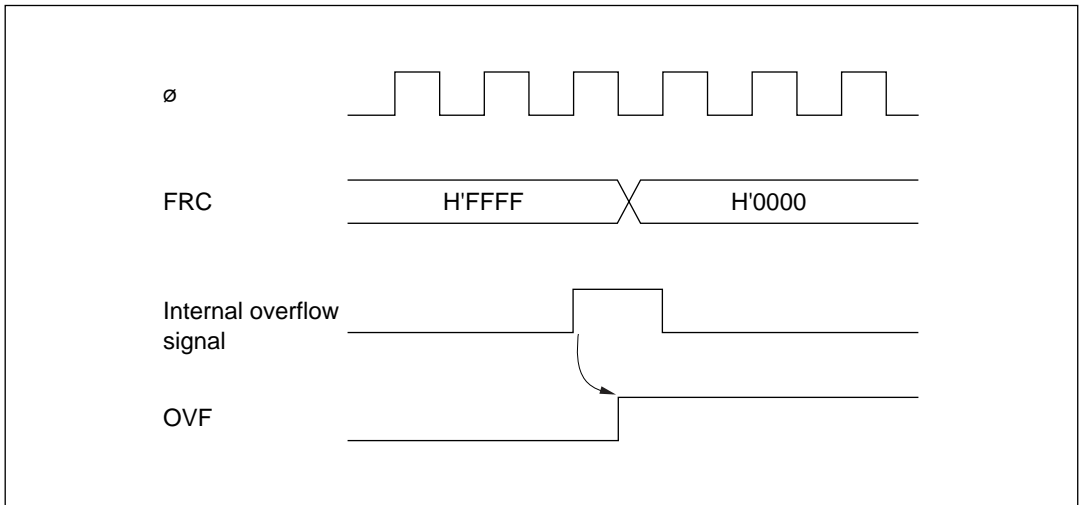 ø
FRC
H'FFFF
H'0000
Internal overflow
signal
OVF